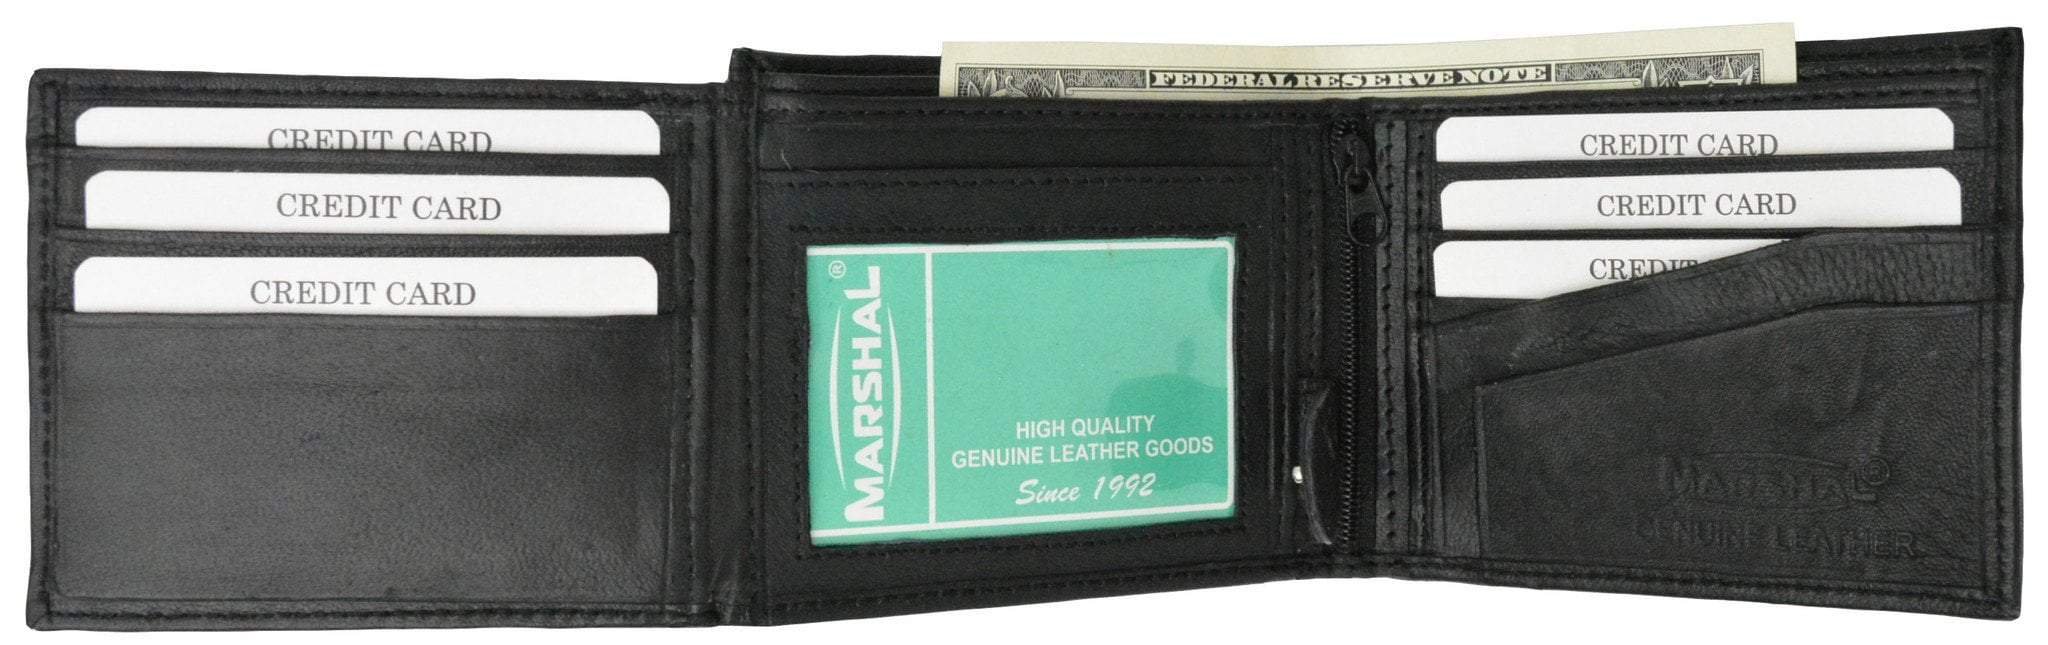 FEDERAL RESERVE NOTE
CREDIT CARD
CREDIT CARD
CREDIT CARD
MARSHAL®
HIGH QUALITY
GENUINE LEATHER GOODS
Since 1992
CREDIT CARD
CREDIT CARD
CREDIT
MARSHAL®
GENUINE LEATHER